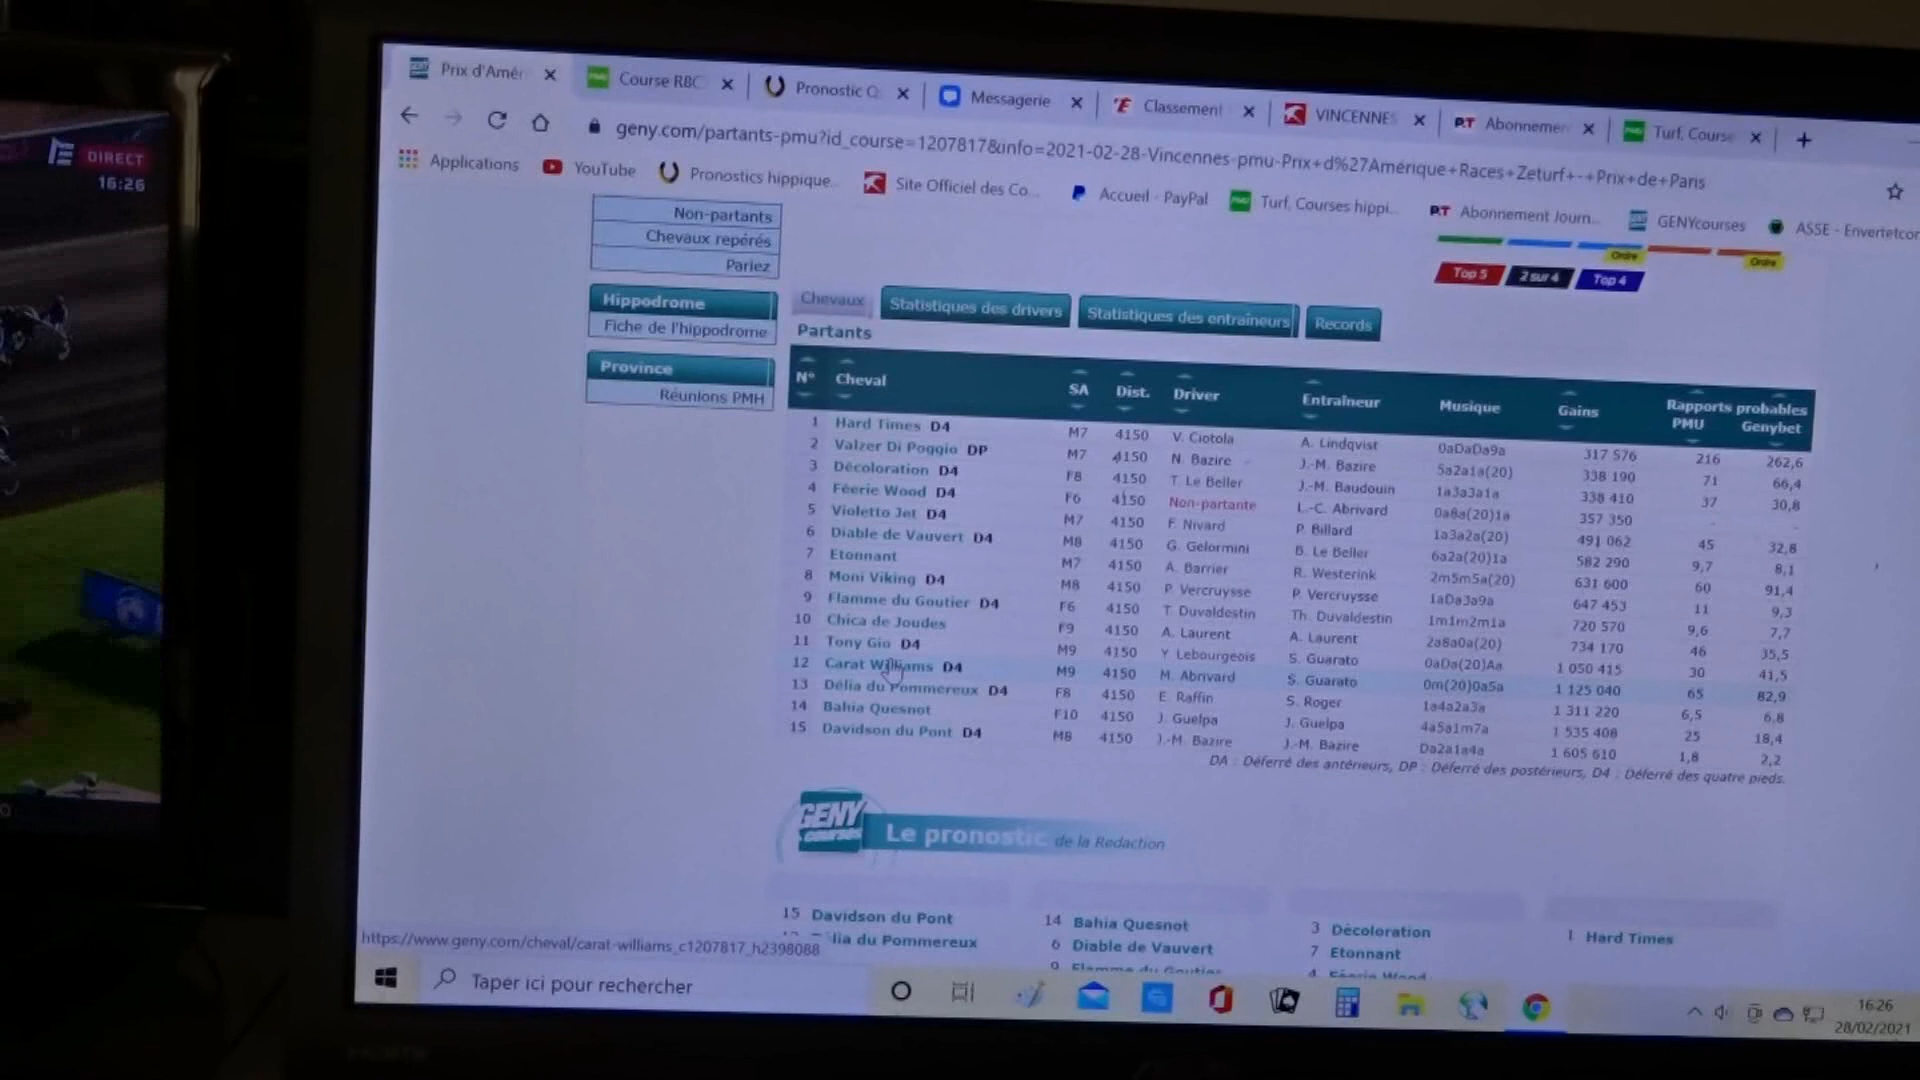 DIRECT
16:26
Prix d'Amér
Course R8C
Pronostic Q
Messagerie
Classement
VINCENNES
Abonnemen
Turf, Course
geny.com/partants-pmu?id_course=1207817&info=2021-02-28-Vincennes-pmu-Prix+d%27Amérique+Races+Zeturf+-+Prix+de+Paris
Applications
YouTube
Pronostics hippique...
Site Officiel des Co...
Accueil - PayPal
Turf, Courses hippi...
Abonnement Journ...
GENYcourses
ASSE - Envertetcor
Non-partants
Chevaux repérés
Pariez
Hippodrome
Fiche de l'hippodrome
Province
Réunions PMH
Ordre
Ordre
Top 5
2 sur 4
Top 4
Chevaux
Statistiques des drivers
Statistiques des entraîneurs
Records
Partants
N° Cheval SA Dist. Driver Entraîneur Musique Gains Rapports probables
PMU Genybet
1 Hard Times D4 M7 4150 V. Ciotola A. Lindqvist 0aDaDa9a 317 576 216 262,6
2 Valzer Di Poggio DP M7 4150 N. Bazire J.-M. Bazire 5a2a1a(20) 338 190 71 66,4
3 Décoloration D4 F8 4150 T. Le Beller J.-M. Baudouin 1a3a3a1a 338 410 37 30,8
4 Féerie Wood D4 F6 4150 Non-partante L.-C. Abrivard 0a8a(20)1a 357 350 - -
5 Violetto Jet D4 M7 4150 F. Nivard P. Billard 1a3a2a(20) 491 062 45 32,8
6 Diable de Vauvert D4 M8 4150 G. Gelormini B. Le Beller 6a2a(20)1a 582 290 9,7 8,1
7 Etonnant M7 4150 A. Barrier R. Westerink 2m5m5a(20) 631 600 60 91,4
8 Moni Viking D4 M8 4150 P. Vercruysse P. Vercruysse 1aDa3a9a 647 453 11 9,3
9 Flamme du Goutier D4 F6 4150 T. Duvaldestin Th. Duvaldestin 1m1m2m1a 720 570 9,6 7,7
10 Chica de Joudes F9 4150 A. Laurent A. Laurent 2a8a0a(20) 734 170 46 35,5
11 Tony Gio D4 M9 4150 Y. Lebourgeois S. Guarato 0aDa(20)Aa 1 050 415 30 41,5
12 Carat Williams D4 M9 4150 M. Abrivard S. Guarato 0m(20)0a5a 1 125 040 65 82,9
13 Délia du Pommereux D4 F8 4150 E. Raffin S. Roger 1a4a2a3a 1 311 220 6,5 6,8
14 Bahia Quesnot F10 4150 J. Guelpa J. Guelpa 4a5a1m7a 1 535 408 25 18,4
15 Davidson du Pont D4 M8 4150 J.-M. Bazire J.-M. Bazire Da2a1a4a 1 605 610 1,8 2,2
DA : Déferré des antérieurs, DP : Déferré des postérieurs, D4 : Déferré des quatre pieds.
GENY COURSES
Le pronostic de la Redaction
15 Davidson du Pont 14 Bahia Quesnot 3 Décoloration 1 Hard Times
lia du Pommereux 6 Diable de Vauvert 7 Etonnant
9 Flamme du Goutier 4 Féerie Wood
https://www.geny.com/cheval/carat-williams_c1207817_h2398088
Taper ici pour rechercher
16:26
28/02/2021